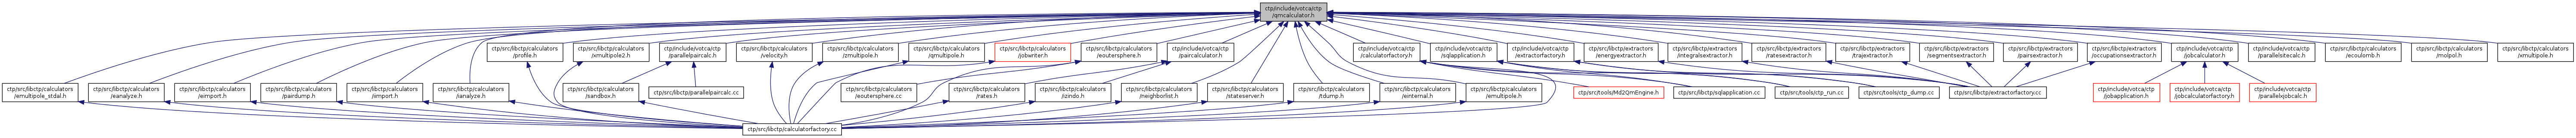 ctp/include/votca/ctp
/qmcalculator.h
ctp/src/libctp/calculators
/profile.h
ctp/src/libctp/calculators
/xmultipole2.h
ctp/include/votca/ctp
/parallelpaircalc.h
ctp/src/libctp/calculators
/velocity.h
ctp/src/libctp/calculators
/zmultipole.h
ctp/src/libctp/calculators
/qmultipole.h
ctp/src/libctp/calculators
/jobwriter.h
ctp/src/libctp/calculators
/eoutersphere.h
ctp/include/votca/ctp
/paircalculator.h
ctp/include/votca/ctp
/calculatorfactory.h
ctp/include/votca/ctp
/sqlapplication.h
ctp/include/votca/ctp
/extractorfactory.h
ctp/src/libctp/extractors
/energyextractor.h
ctp/src/libctp/extractors
/integralsextractor.h
ctp/src/libctp/extractors
/ratesextractor.h
ctp/src/libctp/extractors
/trajextractor.h
ctp/src/libctp/extractors
/segmentsextractor.h
ctp/src/libctp/extractors
/pairsextractor.h
ctp/src/libctp/extractors
/occupationsextractor.h
ctp/include/votca/ctp
/jobcalculator.h
ctp/include/votca/ctp
/parallelsitecalc.h
ctp/src/libctp/calculators
/ecoulomb.h
ctp/src/libctp/calculators
/molpol.h
ctp/src/libctp/calculators
/xmultipole.h
ctp/src/libctp/calculators
/emultipole_stdal.h
ctp/src/libctp/calculators
/eanalyze.h
ctp/src/libctp/calculators
/eimport.h
ctp/src/libctp/calculators
/pairdump.h
ctp/src/libctp/calculators
/iimport.h
ctp/src/libctp/calculators
/ianalyze.h
ctp/src/libctp/calculators
/sandbox.h
ctp/src/libctp/parallelpaircalc.cc
ctp/src/libctp/calculators
/eoutersphere.cc
ctp/src/libctp/calculators
/rates.h
ctp/src/libctp/calculators
/izindo.h
ctp/src/libctp/calculators
/neighborlist.h
ctp/src/libctp/calculators
/stateserver.h
ctp/src/libctp/calculators
/tdump.h
ctp/src/libctp/calculators
/einternal.h
ctp/src/libctp/calculators
/emultipole.h
ctp/src/tools/Md2QmEngine.h
ctp/src/libctp/sqlapplication.cc
ctp/src/tools/ctp_run.cc
ctp/src/tools/ctp_dump.cc
ctp/src/libctp/extractorfactory.cc
ctp/include/votca/ctp
/jobapplication.h
ctp/include/votca/ctp
/jobcalculatorfactory.h
ctp/include/votca/ctp
/parallelxjobcalc.h
ctp/src/libctp/calculatorfactory.cc